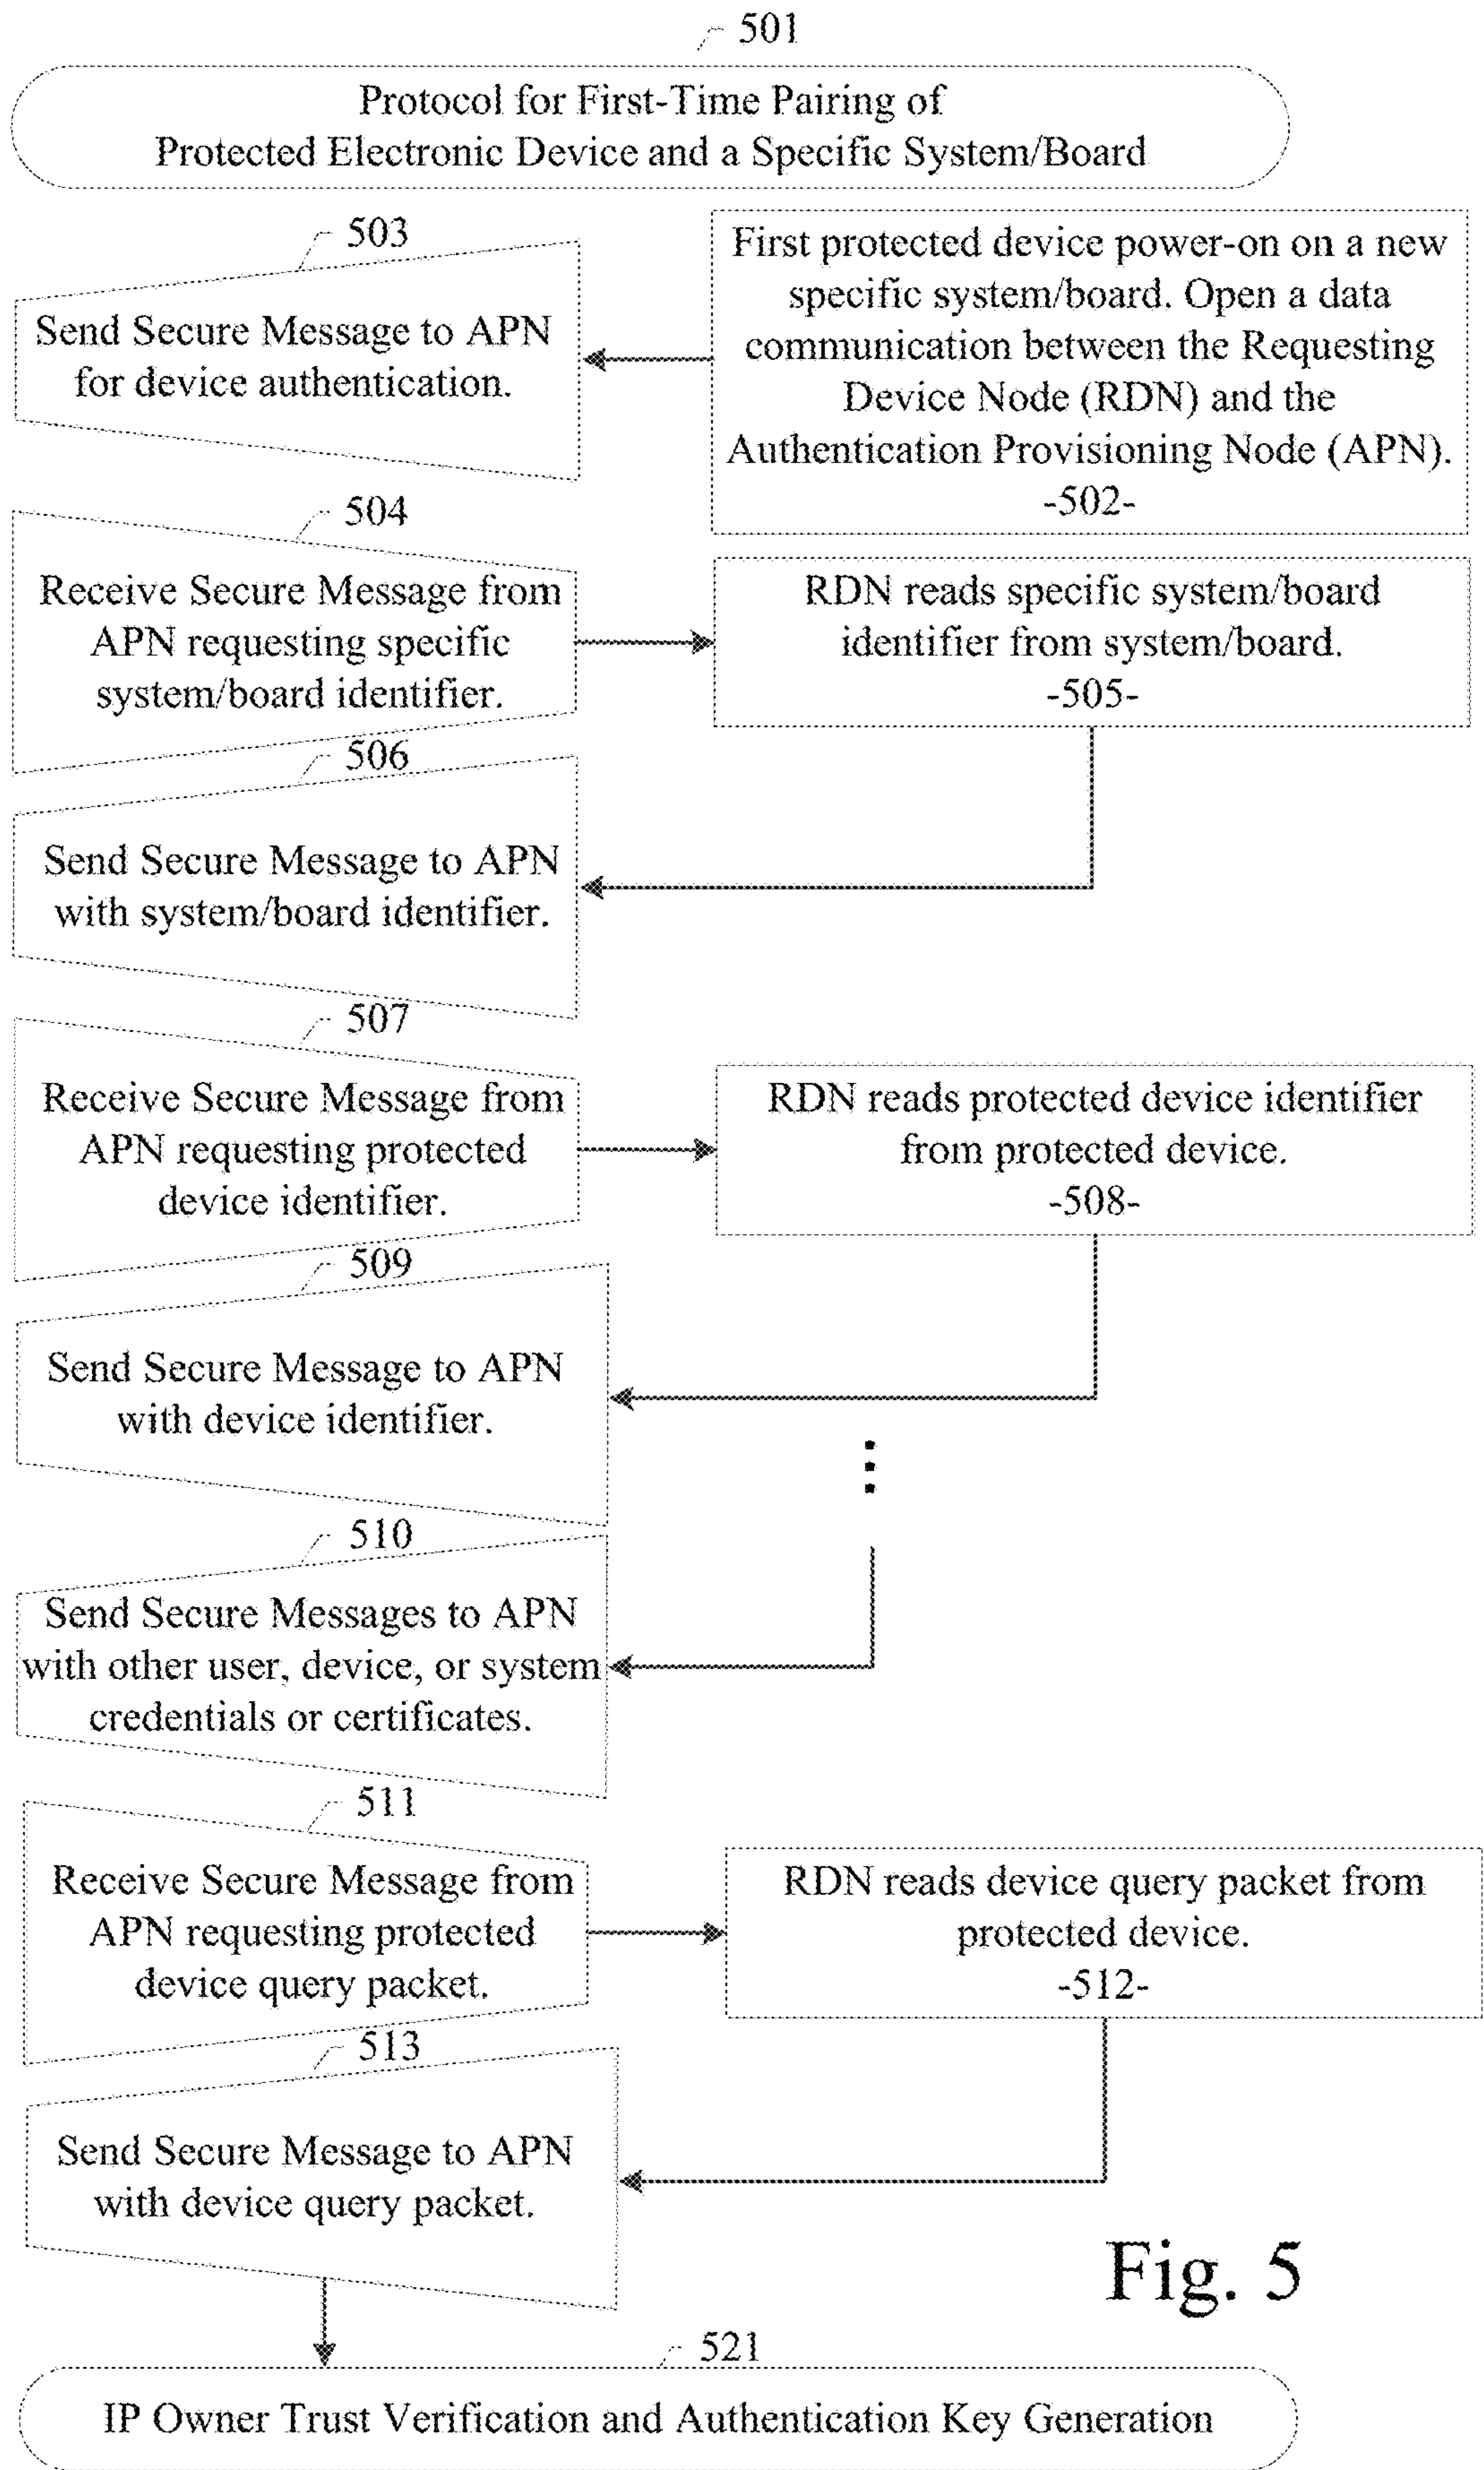 501
Protocol for First-Time Pairing of
Protected Electronic Device and a Specific System/Board
503
Send Secure Message to APN
for device authentication.
First protected device power-on on a new
specific system/board. Open a data
communication between the Requesting
Device Node (RDN) and the
Authentication Provisioning Node (APN).
-502-
504
Receive Secure Message from
APN requesting specific
system/board identifier.
RDN reads specific system/board
identifier from system/board.
-505-
506
Send Secure Message to APN
with system/board identifier.
507
Receive Secure Message from
APN requesting protected
device identifier.
RDN reads protected device identifier
from protected device.
-508-
509
Send Secure Message to APN
with device identifier.
510
Send Secure Messages to APN
with other user, device, or system
credentials or certificates.
511
Receive Secure Message from
APN requesting protected
device query packet.
RDN reads device query packet from
protected device.
-512-
513
Send Secure Message to APN
with device query packet.
Fig. 5
521
IP Owner Trust Verification and Authentication Key Generation